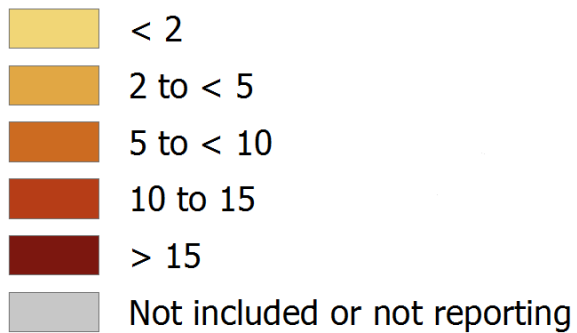 < 2
2 to < 5
5 to < 10
10 to 15
> 15
Not included or not reporting